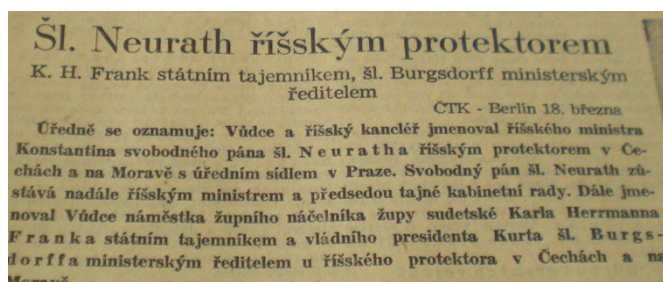 Šl. Neurath říšským protektorem
K. H. Frank státním tajemníkem, šl. Burgsdorff ministerským
ředitelem
ČTK - Berlín 18. března
Úředně se oznamuje: Vůdce a říšský kancléř jmenoval říšského ministra
Konstantina svobodného pána šl. Neuratha říšským protektorem v Če-
chách a na Moravě s úředním sídlem v Praze. Svobodný pán šl. Neurath zů-
stává nadále říšským ministrem a předsedou tajné kabinetní rady. Dále jme-
noval Vůdce náměstka župního náčelníka župy sudetské Karla Herrmanna
Franka státním tajemníkem a vládního presidenta Kurta šl. Burgs-
dorffa ministerským ředitelem u říšského protektora v Čechách a na
Moravě.